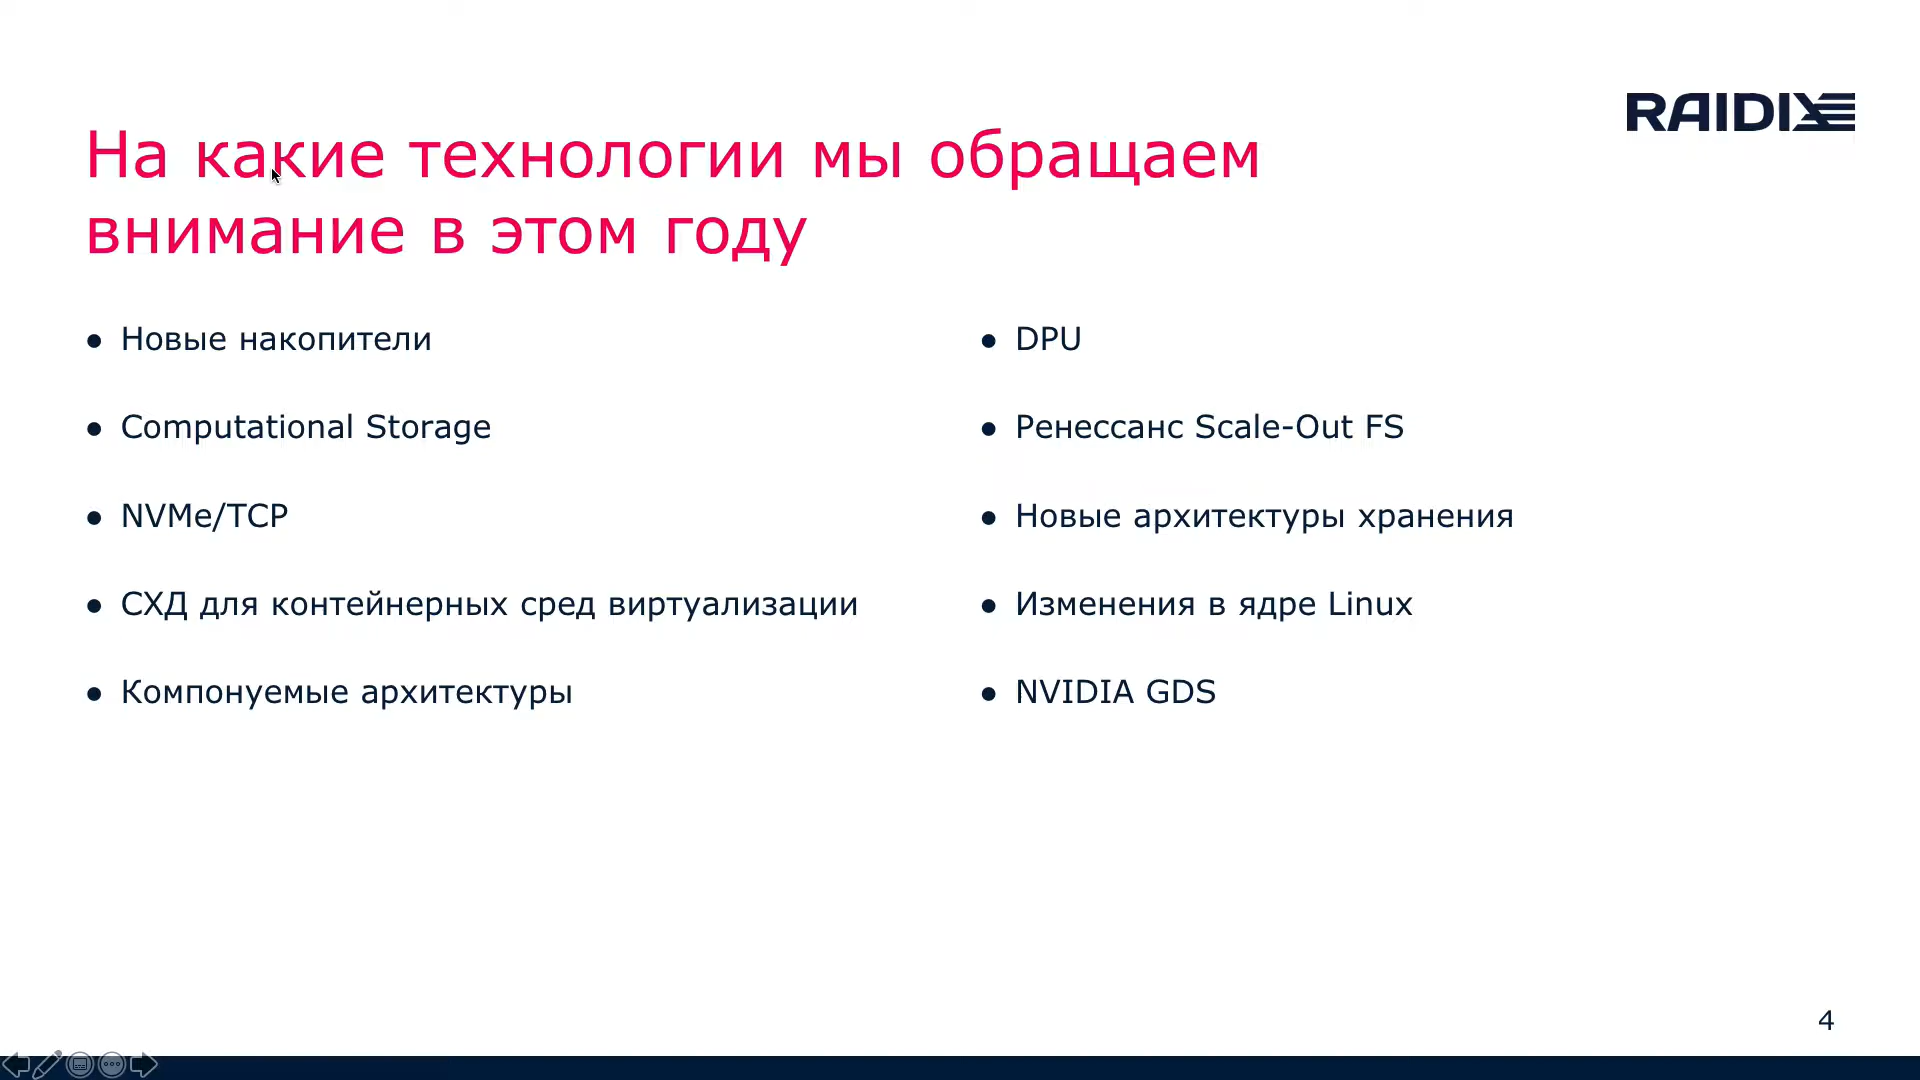 RAIDIX
На какие технологии мы обращаем
внимание в этом году
● Новые накопители
● Computational Storage
● NVMe/TCP
● СХД для контейнерных сред виртуализации
● Компонуемые архитектуры
● DPU
● Ренессанс Scale-Out FS
● Новые архитектуры хранения
● Изменения в ядре Linux
● NVIDIA GDS
4